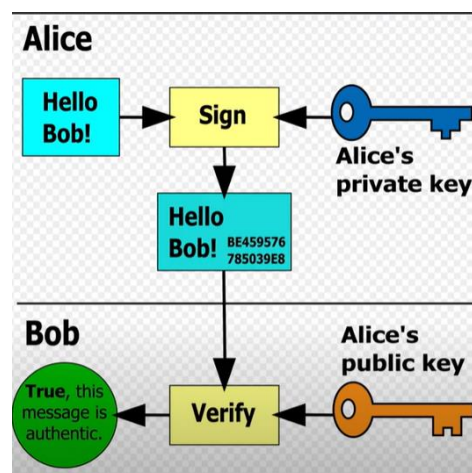 Alice
Hello
Bob!
Sign
Alice's
private key
Hello
Bob! BE459576
785039E8
Bob
Alice's
public key
True, this
message is
authentic.
Verify